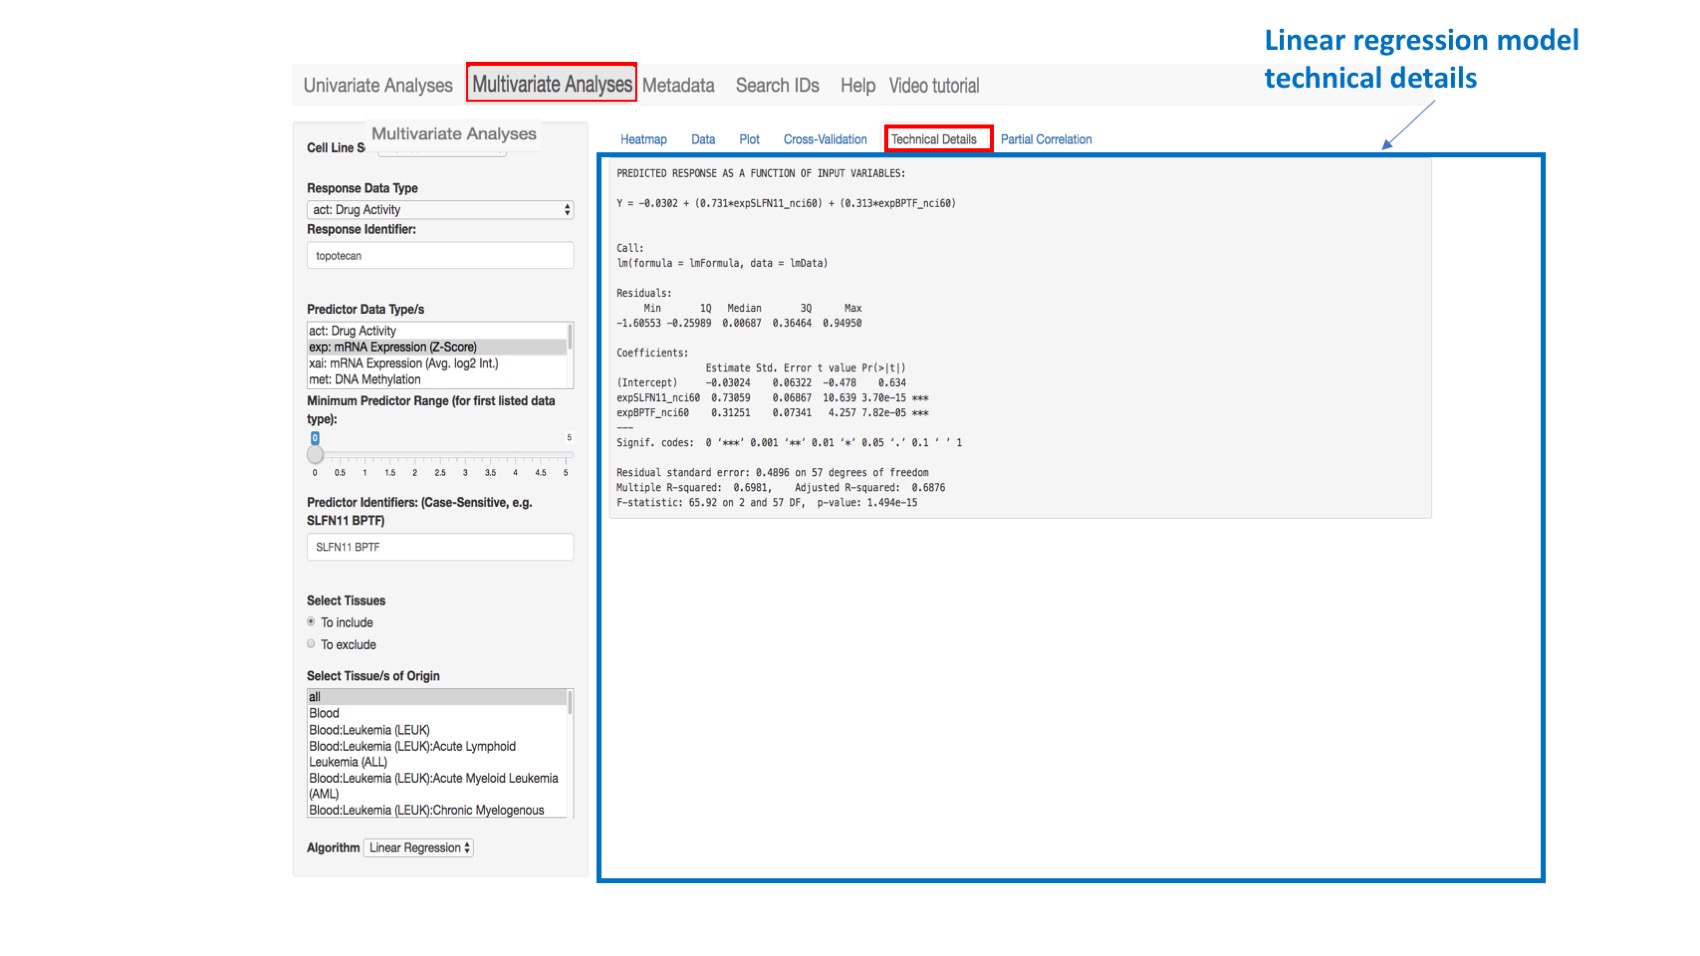 Linear regression model
technical details
Univariate Analyses Multivariate Analyses Metadata Search IDs Help Video tutorial
Multivariate Analyses
Cell Line
Response Data Type
act: Drug Activity
Response Identifier:
topotecan
Predictor Data Type/s
act: Drug Activity
exp: mRNA Expression (Z-Score)
xai: mRNA Expression (Avg. log2 Int.)
met: DNA Methylation
Minimum Predictor Range (for first listed data
type):
0 5
0 0.5 1 1.5 2 2.5 3 3.5 4 4.5 5
Predictor Identifiers: (Case-Sensitive, e.g.
SLFN11 BPTF)
SLFN11 BPTF
Select Tissues
To include
To exclude
Select Tissue/s of Origin
all
Blood
Blood:Leukemia (LEUK)
Blood:Leukemia (LEUK):Acute Lymphoid
Leukemia (ALL)
Blood:Leukemia (LEUK):Acute Myeloid Leukemia
(AML)
Blood:Leukemia (LEUK):Chronic Myelogenous
Algorithm Linear Regression
Heatmap Data Plot Cross-Validation Technical Details Partial Correlation
PREDICTED RESPONSE AS A FUNCTION OF INPUT VARIABLES:
Y = -0.0302 + (0.731*expSLFN11_nci60) + (0.313*expBPTF_nci60)
Call:
lm(formula = lmFormula, data = lmData)
Residuals:
Min 1Q Median 3Q Max
-1.60553 -0.25989 0.00687 0.36464 0.94950
Coefficients:
Estimate Std. Error t value Pr(>|t|)
(Intercept) -0.03024 0.06322 -0.478 0.634
expSLFN11_nci60 0.73059 0.06867 10.639 3.70e-15 ***
expBPTF_nci60 0.31251 0.07341 4.257 7.82e-05 ***
---
Signif. codes: 0 ‘***’ 0.001 ‘**’ 0.01 ‘*’ 0.05 ‘.’ 0.1 ‘ ’ 1
Residual standard error: 0.4896 on 57 degrees of freedom
Multiple R-squared: 0.6981, Adjusted R-squared: 0.6876
F-statistic: 65.92 on 2 and 57 DF, p-value: 1.494e-15